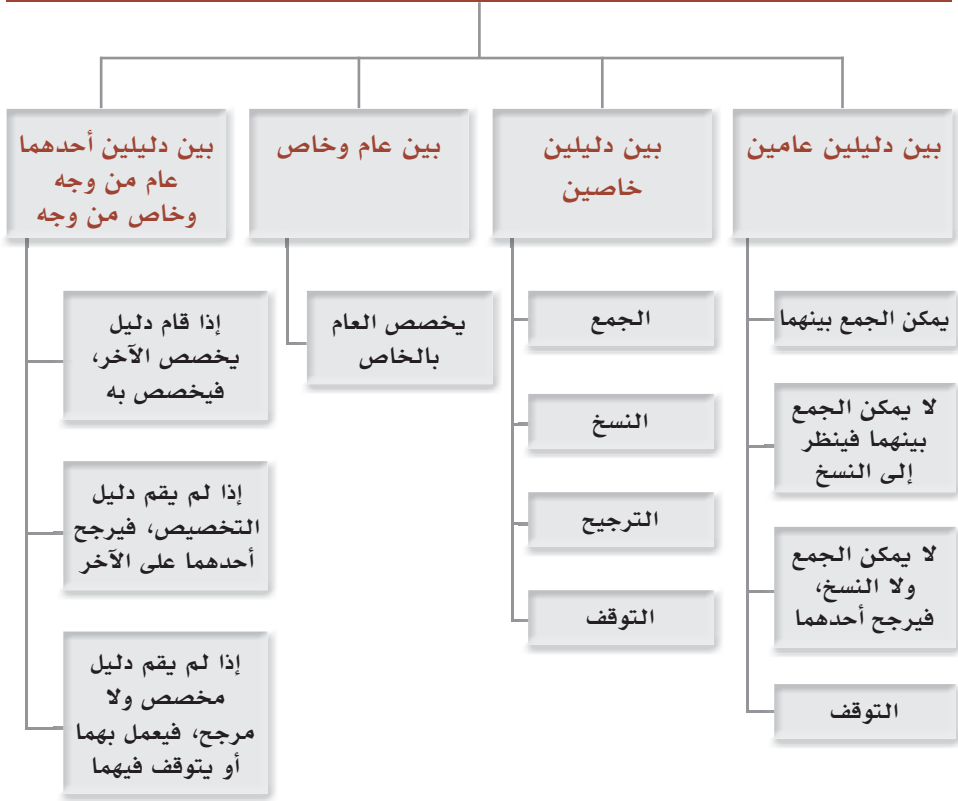 بين دليلين عامين
يمكن الجمع بينهما
لا يمكن الجمع
بينهما فينظر
إلى النسخ
لا يمكن الجمع
ولا النسخ،
فيرجح أحدهما
التوقف
بين دليلين
خاصين
الجمع
النسخ
الترجيح
التوقف
بين عام وخاص
يخصص العام
بالخاص
بين دليلين أحدهما
عام من وجه
وخاص من وجه
إذا قام دليل
يخصص الآخر،
فيخصص به
إذا لم يقم دليل
التخصيص، فيرجح
أحدهما على الآخر
إذا لم يقم دليل
مخصص ولا
مرجح، فيعمل بهما
أو يتوقف فيهما